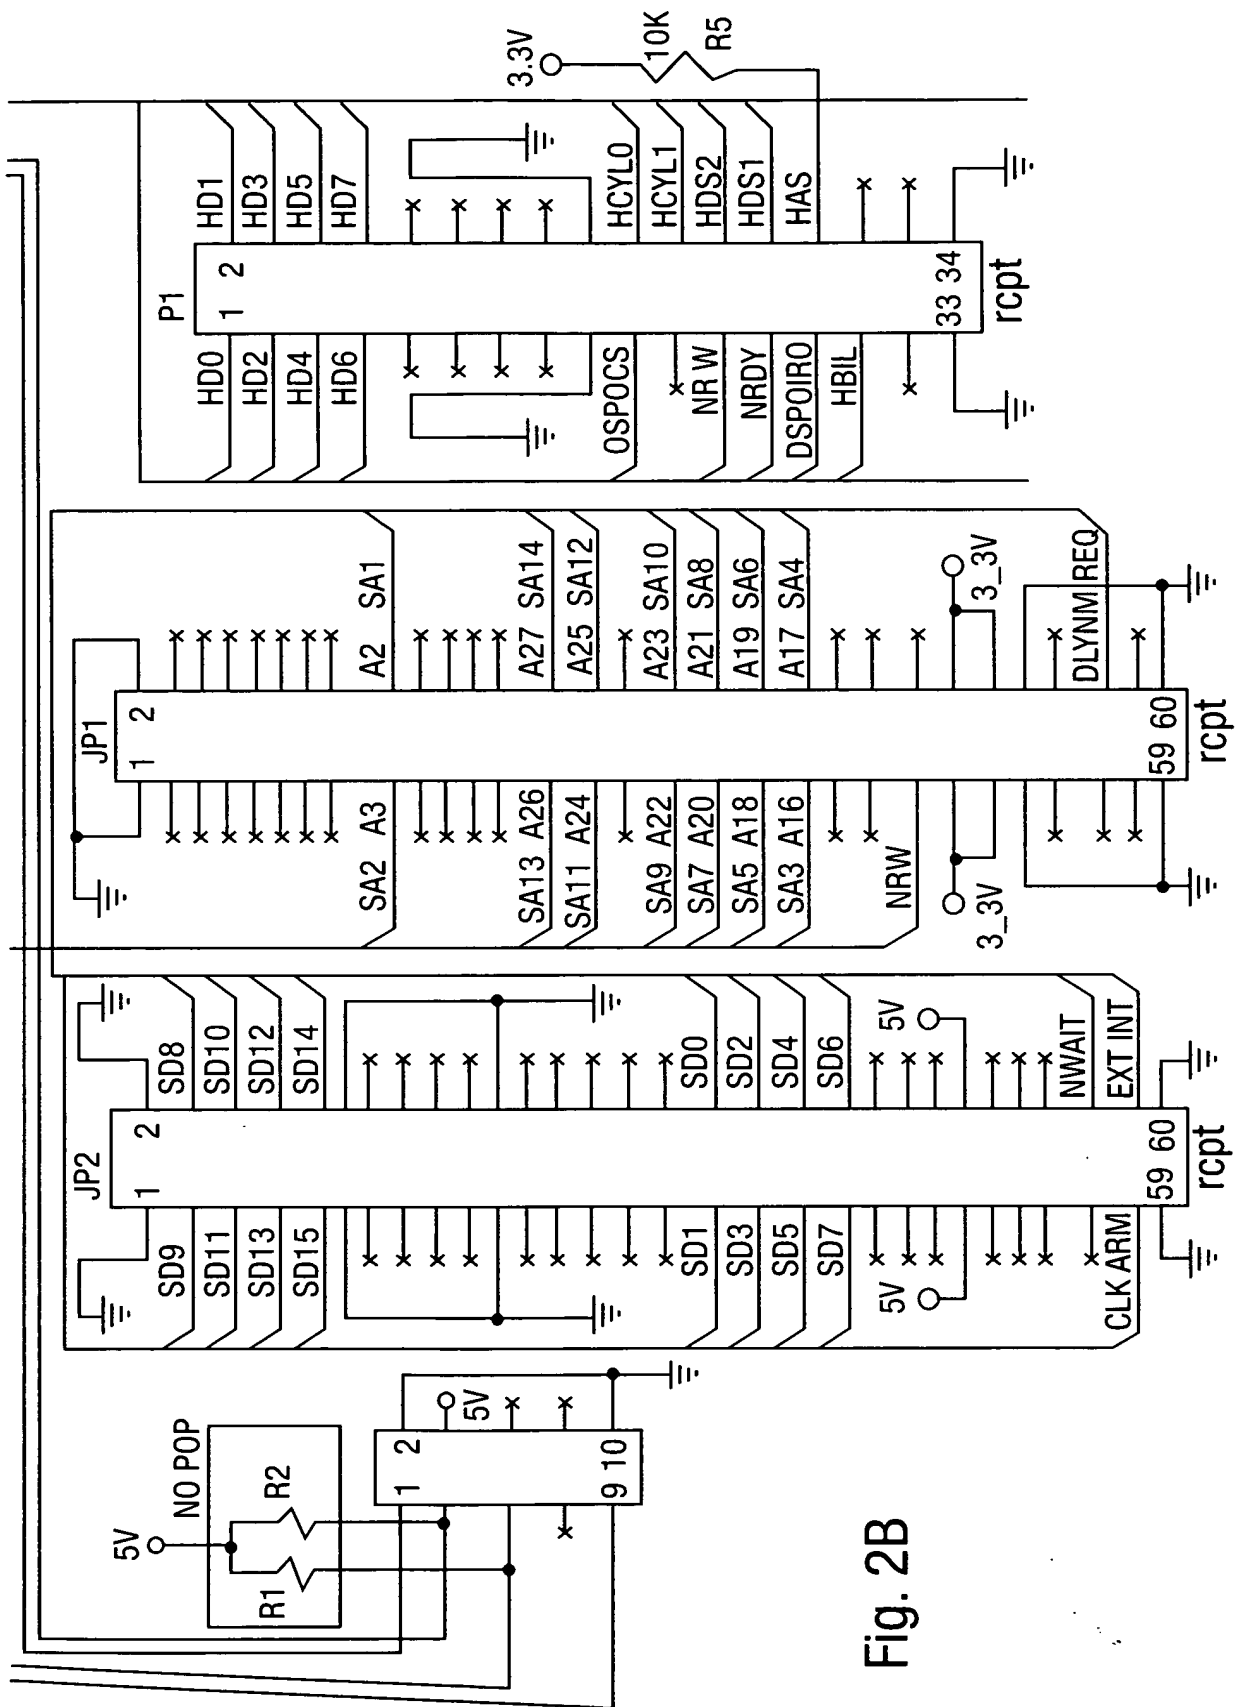 5V
NO POP
R1
R2
1 2
5V
9 10
JP2
1 2
SD9
SD8
SD11
SD10
SD13
SD12
SD15
SD14
SD1
SD0
SD3
SD2
SD5
SD4
SD7
SD6
5V
5V
NWAIT
CLK ARM
EXT INT
59 60
rcpt
JP1
1 2
SA2 A3
A2 SA1
SA13 A26
A27 SA14
SA11 A24
A25 SA12
SA9 A22
A23 SA10
SA7 A20
A21 SA8
SA5 A18
A19 SA6
SA3 A16
A17 SA4
NRW
3_3V
3_3V
DLYNM REQ
59 60
rcpt
P1
1 2
HD0
HD1
HD2
HD3
HD4
HD5
HD6
HD7
OSPOCS
HCYL0
HCYL1
NR W
HDS2
NRDY
HDS1
DSPOIRO
HAS
HBIL
33 34
rcpt
3.3V
10K
R5
Fig. 2B